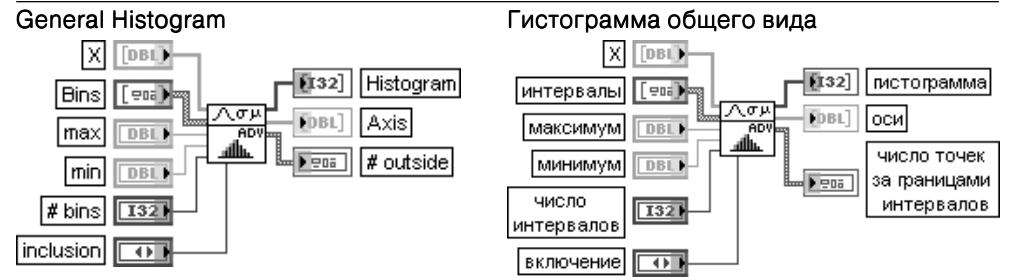 General Histogram
X
[DBL]
Bins
max
DBL
min
DBL
# bins
I32
inclusion
∧σμ
ADV
[I32]
Histogram
[DBL]
Axis
# outside
Гистограмма общего вида
X
[DBL]
интервалы
максимум
DBL
минимум
DBL
число
интервалов
I32
включение
∧σμ
ADV
[I32]
гистограмма
[DBL]
оси
число точек
за границами
интервалов